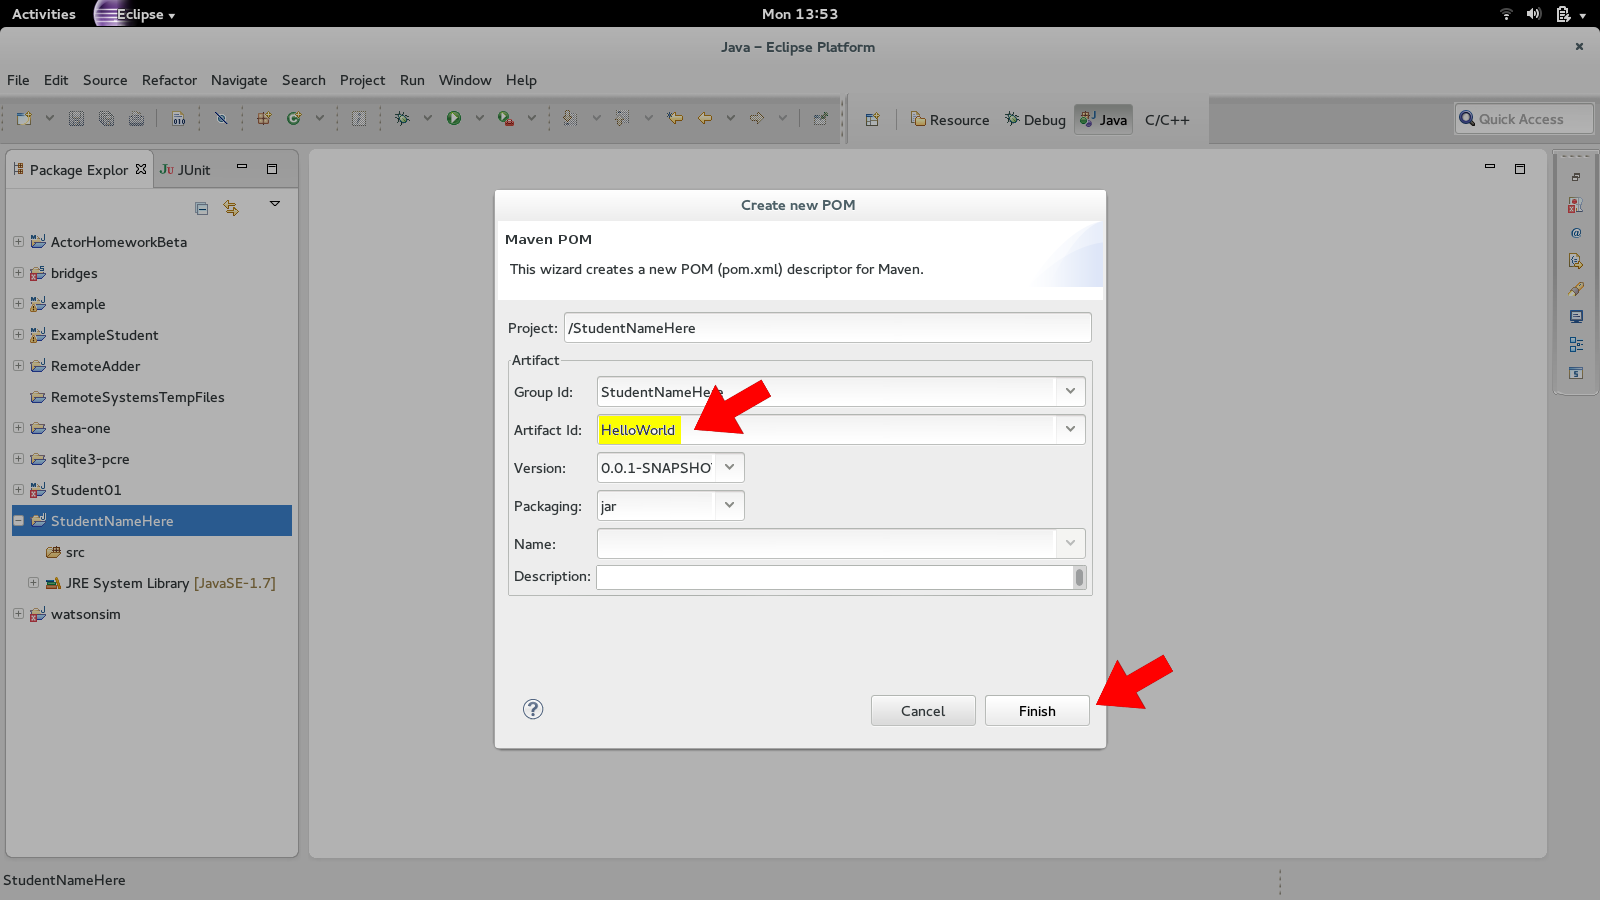 Activities Eclipse Mon 13:53
Java – Eclipse Platform
File Edit Source Refactor Navigate Search Project Run Window Help
Resource Debug Java C/C++ Quick Access
Package Explor JUnit
ActorHomeworkBeta
bridges
example
ExampleStudent
RemoteAdder
RemoteSystemsTempFiles
shea-one
sqlite3-pcre
Student01
StudentNameHere
src
JRE System Library [JavaSE-1.7]
watsonsim
Create new POM
Maven POM
This wizard creates a new POM (pom.xml) descriptor for Maven.
Project: /StudentNameHere
Artifact
Group Id: StudentNameHere
Artifact Id: HelloWorld
Version: 0.0.1-SNAPSHO
Packaging: jar
Name:
Description:
Cancel Finish
StudentNameHere